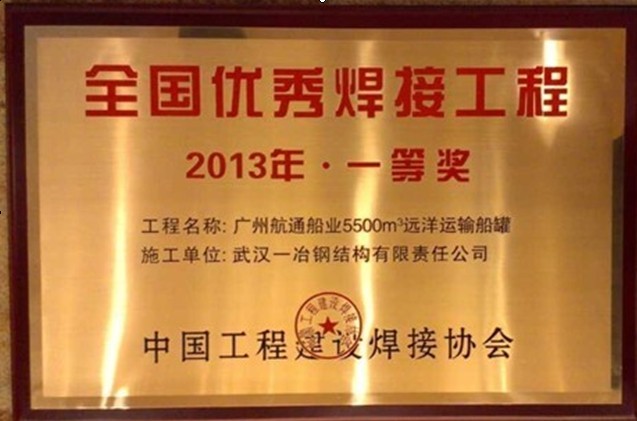 全国优秀焊接工程
2013年·一等奖
工程名称: 广州航通船业5500m³远洋运输船罐
施工单位: 武汉一冶钢结构有限责任公司
中国工程建设焊接协会